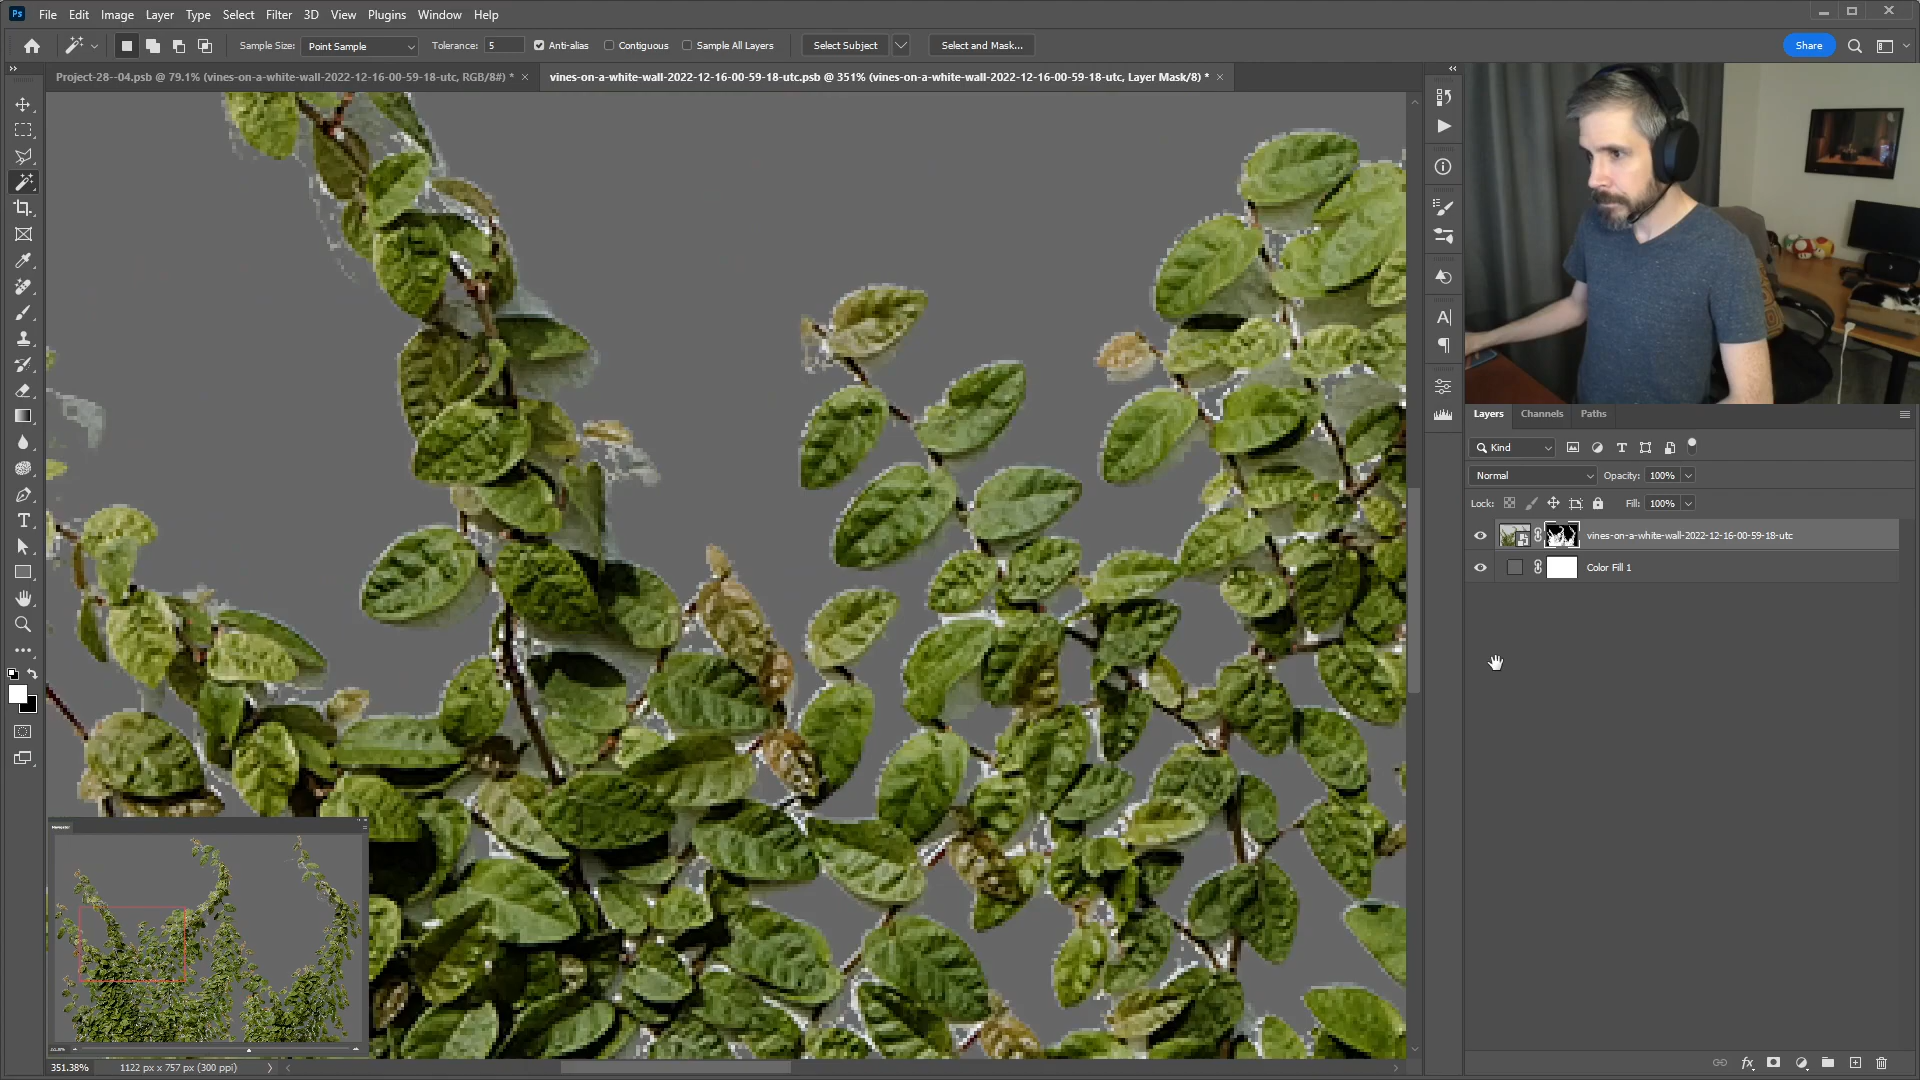 Ps File Edit Image Layer Type Select Filter 3D View Plugins Window Help
Sample Size: Point Sample Tolerance: 5 Anti-alias Contiguous Sample All Layers Select Subject Select and Mask... Share
Project-28--04.psb @ 79.1% (vines-on-a-white-wall-2022-12-16-00-59-18-utc, RGB/8#) *
vines-on-a-white-wall-2022-12-16-00-59-18-utc.psb @ 351% (vines-on-a-white-wall-2022-12-16-00-59-18-utc, Layer Mask/8) *
Layers Channels Paths
Kind
Normal Opacity: 100%
Lock: Fill: 100%
vines-on-a-white-wall-2022-12-16-00-59-18-utc
Color Fill 1
Navigator
351.38% 1122 px x 757 px (300 ppi)